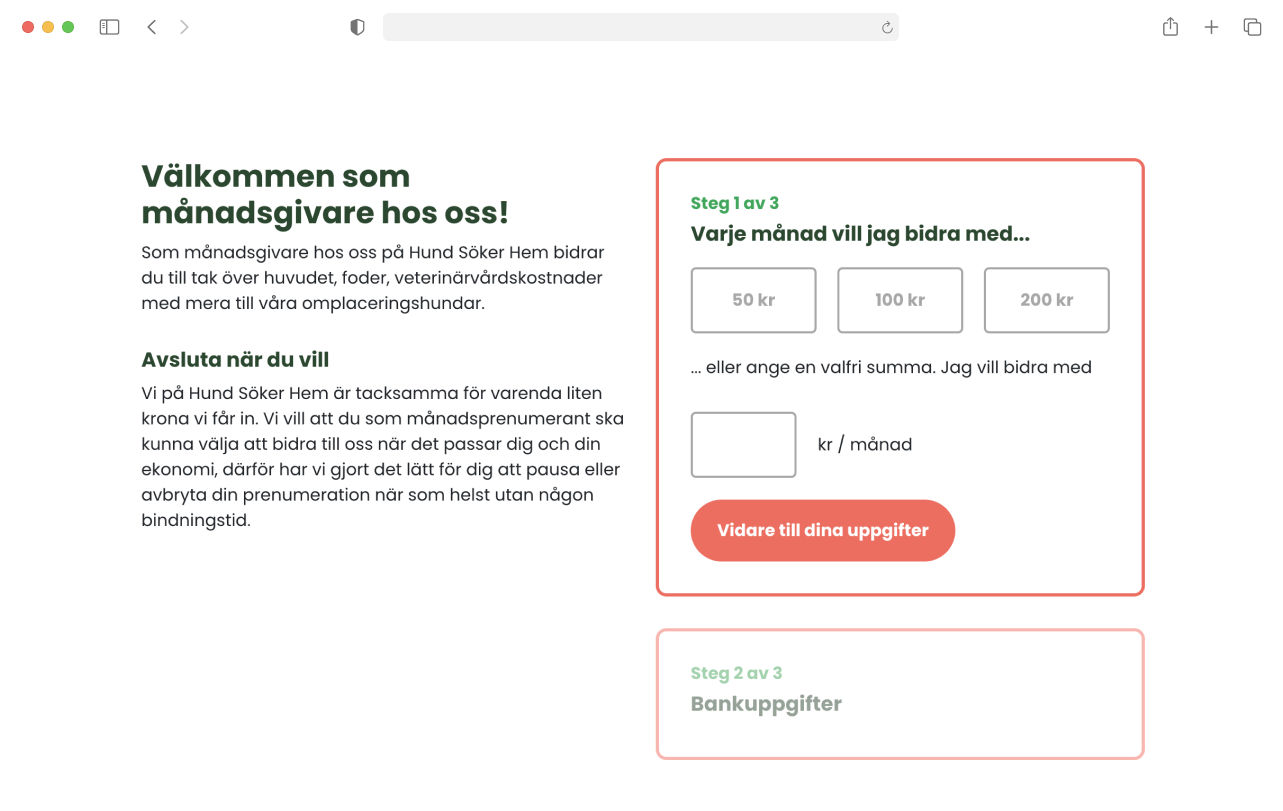 Välkommen som
månadsgivare hos oss!
Som månadsgivare hos oss på Hund Söker Hem bidrar
du till tak över huvudet, foder, veterinärvårdskostnader
med mera till våra omplaceringshundar.
Avsluta när du vill
Vi på Hund Söker Hem är tacksamma för varenda liten
krona vi får in. Vi vill att du som månadsprenumerant ska
kunna välja att bidra till oss när det passar dig och din
ekonomi, därför har vi gjort det lätt för dig att pausa eller
avbryta din prenumeration när som helst utan någon
bindningstid.
Steg 1 av 3
Varje månad vill jag bidra med...
50 kr 100 kr 200 kr
... eller ange en valfri summa. Jag vill bidra med
kr / månad
Vidare till dina uppgifter
Steg 2 av 3
Bankuppgifter